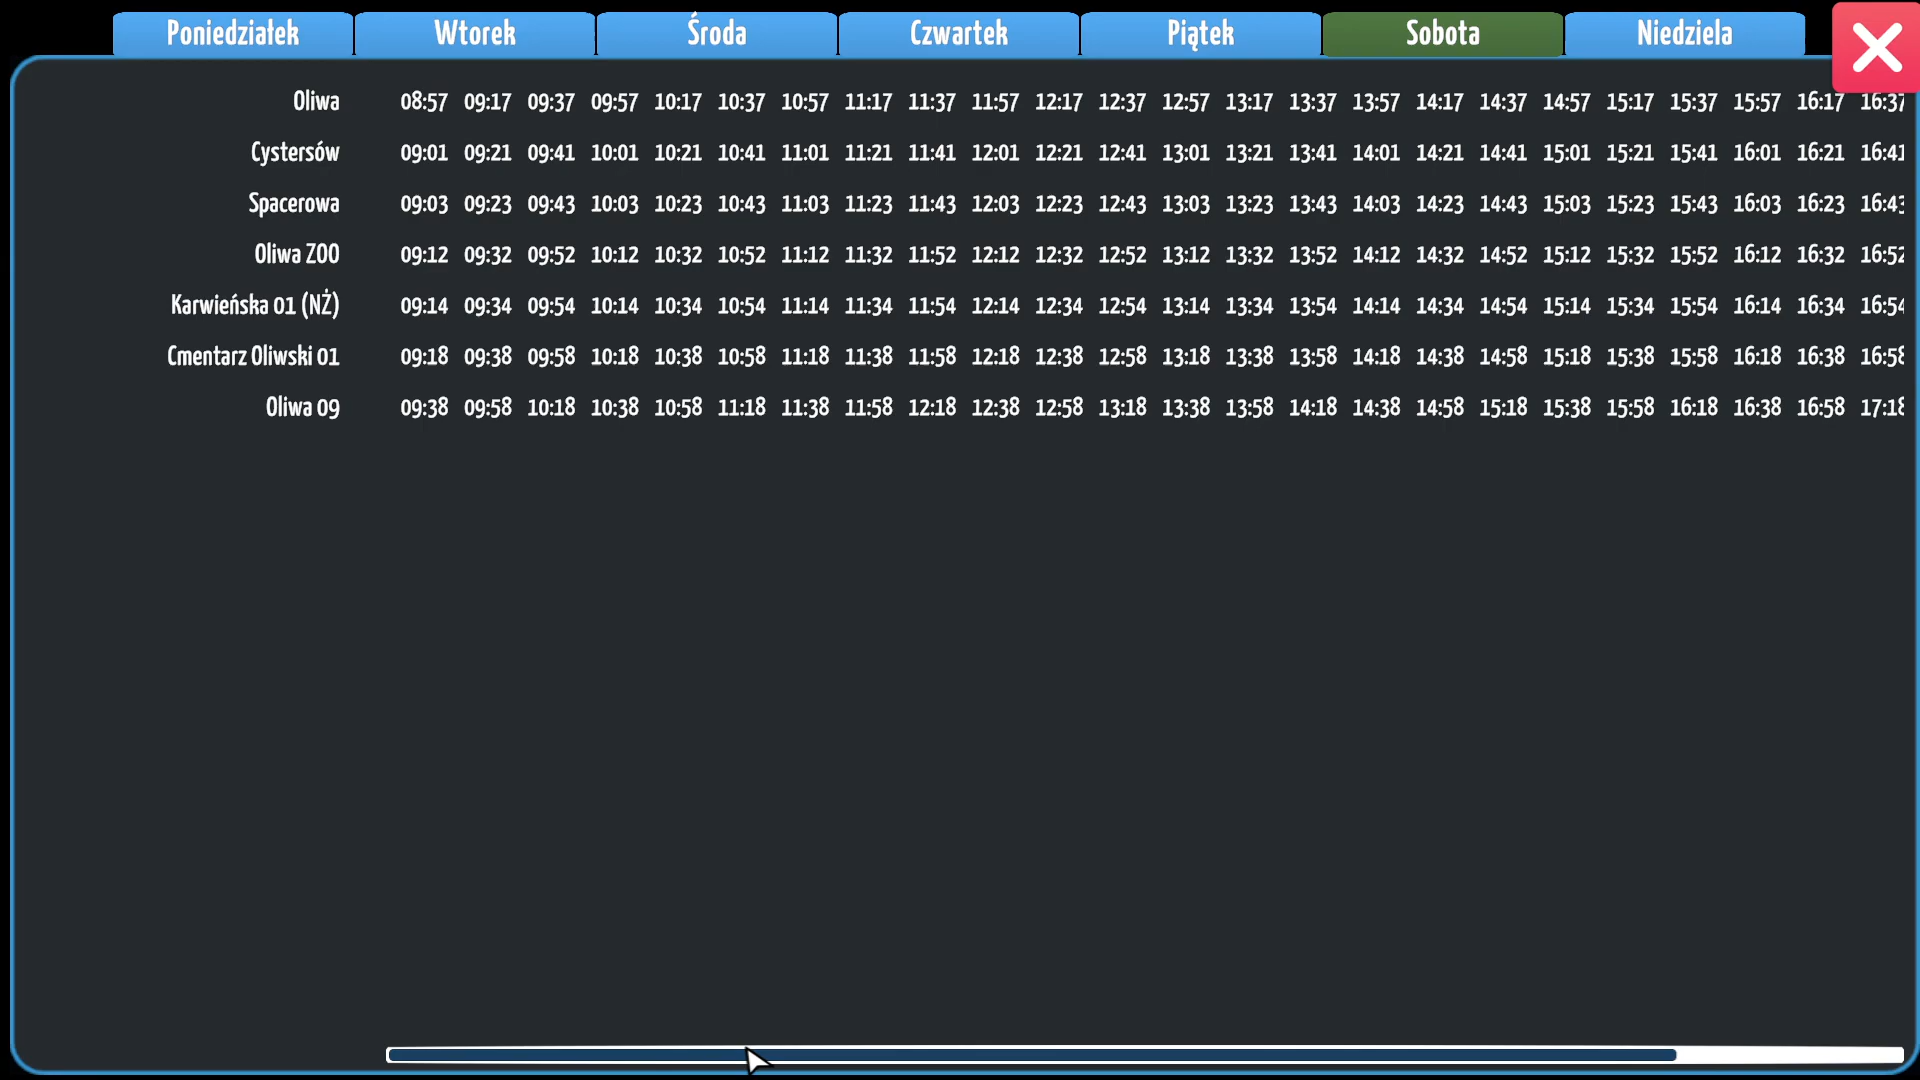 Poniedziałek Wtorek Środa Czwartek Piątek Sobota Niedziela
Oliwa 08:57 09:17 09:37 09:57 10:17 10:37 10:57 11:17 11:37 11:57 12:17 12:37 12:57 13:17 13:37 13:57 14:17 14:37 14:57 15:17 15:37 15:57 16:17 16:37
Cystersów 09:01 09:21 09:41 10:01 10:21 10:41 11:01 11:21 11:41 12:01 12:21 12:41 13:01 13:21 13:41 14:01 14:21 14:41 15:01 15:21 15:41 16:01 16:21 16:41
Spacerowa 09:03 09:23 09:43 10:03 10:23 10:43 11:03 11:23 11:43 12:03 12:23 12:43 13:03 13:23 13:43 14:03 14:23 14:43 15:03 15:23 15:43 16:03 16:23 16:43
Oliwa ZOO 09:12 09:32 09:52 10:12 10:32 10:52 11:12 11:32 11:52 12:12 12:32 12:52 13:12 13:32 13:52 14:12 14:32 14:52 15:12 15:32 15:52 16:12 16:32 16:52
Karwieńska 01 (NŻ) 09:14 09:34 09:54 10:14 10:34 10:54 11:14 11:34 11:54 12:14 12:34 12:54 13:14 13:34 13:54 14:14 14:34 14:54 15:14 15:34 15:54 16:14 16:34 16:54
Cmentarz Oliwski 01 09:18 09:38 09:58 10:18 10:38 10:58 11:18 11:38 11:58 12:18 12:38 12:58 13:18 13:38 13:58 14:18 14:38 14:58 15:18 15:38 15:58 16:18 16:38 16:58
Oliwa 09 09:38 09:58 10:18 10:38 10:58 11:18 11:38 11:58 12:18 12:38 12:58 13:18 13:38 13:58 14:18 14:38 14:58 15:18 15:38 15:58 16:18 16:38 16:58 17:18